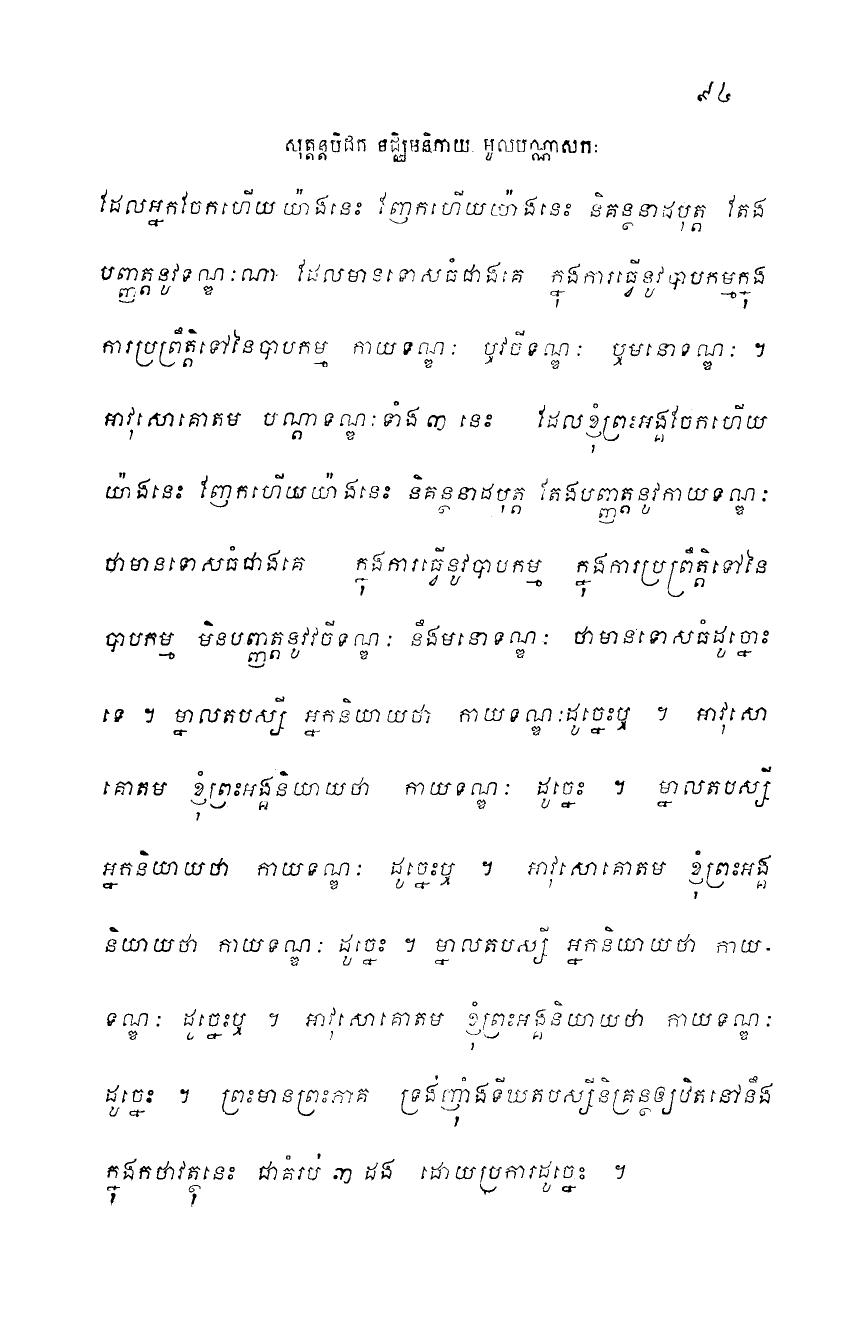 ៩៤
សុត្តន្តបិដក មជ្ឈិមនិកាយ មូលបណ្ណាសកៈ
ដែលអ្នកចែកហើយ យ៉ាងនេះ ញែកហើយយ៉ាងនេះ និគន្ថនាដបុត្ត តែង
បញ្ញត្តនូវទណ្ឌៈណា ដែលមានទោសធំជាងគេ ក្នុងការធ្វើនូវបាបកម្មក្នុង
ការប្រព្រឹត្តិទៅនៃបាបកម្ម កាយទណ្ឌៈ ឬវចីទណ្ឌៈ ឬមនោទណ្ឌៈ ។
អាវុសោគោតម បណ្តាទណ្ឌៈទាំង ៣ នេះ ដែលខ្ញុំព្រះអង្គចែកហើយ
យ៉ាងនេះ ញែកហើយយ៉ាងនេះ និគន្ថនាដបុត្ត តែងបញ្ញត្តនូវកាយទណ្ឌៈ
ថាមានទោសធំជាងគេ ក្នុងការធ្វើនូវបាបកម្ម ក្នុងការប្រព្រឹត្តិទៅនៃ
បាបកម្ម មិនបញ្ញត្តនូវវចីទណ្ឌៈ នឹងមនោទណ្ឌៈ ថាមានទោសធំដូច្នោះ
ទេ ។ ម្នាលតបស្សី អ្នកនិយាយថា កាយទណ្ឌៈដូច្នេះឬ ។ អាវុសោ
គោតម ខ្ញុំព្រះអង្គនិយាយថា កាយទណ្ឌៈ ដូច្នេះ ។ ម្នាលតបស្សី
អ្នកនិយាយថា កាយទណ្ឌៈ ដូច្នេះឬ ។ អាវុសោគោតម ខ្ញុំព្រះអង្គ
និយាយថា កាយទណ្ឌៈ ដូច្នេះ ។ ម្នាលតបស្សី អ្នកនិយាយថា កាយ-
ទណ្ឌៈ ដូច្នេះឬ ។ អាវុសោគោតម ខ្ញុំព្រះអង្គនិយាយថា កាយទណ្ឌៈ
ដូច្នេះ ។ ព្រះមានព្រះភាគ ទ្រង់ញ៉ាំងទីឃតបស្សីនិគ្រន្ថឲ្យឋិតនៅនឹង
ក្នុងកថាវត្ថុនេះ ជាគំរប់ ៣ ដង ដោយប្រការដូច្នេះ ។